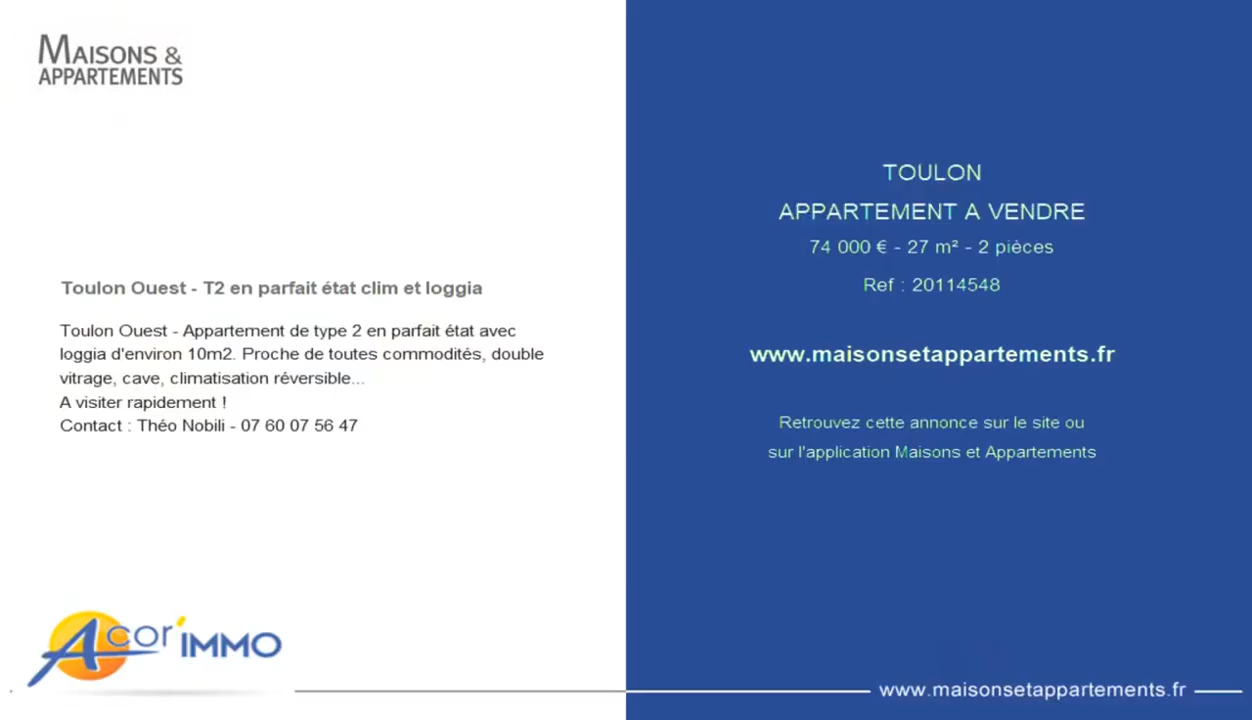 MAISONS &
APPARTEMENTS
Toulon Ouest - T2 en parfait état clim et loggia
Toulon Ouest - Appartement de type 2 en parfait état avec
loggia d'environ 10m2. Proche de toutes commodités, double
vitrage, cave, climatisation réversible...
A visiter rapidement !
Contact : Théo Nobili - 07 60 07 56 47
Acor'IMMO
TOULON
APPARTEMENT A VENDRE
74 000 € - 27 m² - 2 pièces
Ref : 20114548
www.maisonsetappartements.fr
Retrouvez cette annonce sur le site ou
sur l'application Maisons et Appartements
www.maisonsetappartements.fr